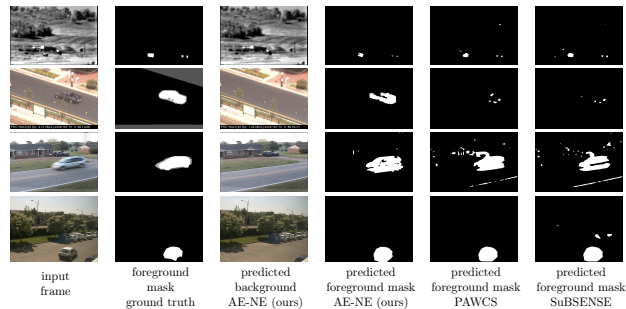 input
frame
foreground
mask
ground truth
predicted
background
AE-NE (ours)
predicted
foreground mask
AE-NE (ours)
predicted
foreground mask
PAWCS
predicted
foreground mask
SuBSENSE